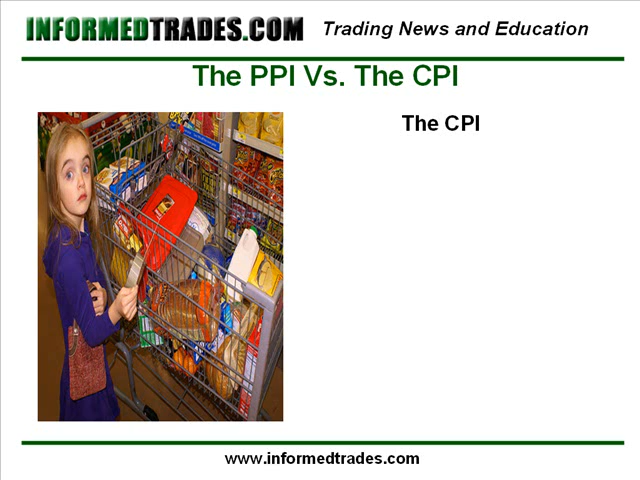 INFORMEDTRADES.COM Trading News and Education
The PPI Vs. The CPI
The CPI
www.informedtrades.com